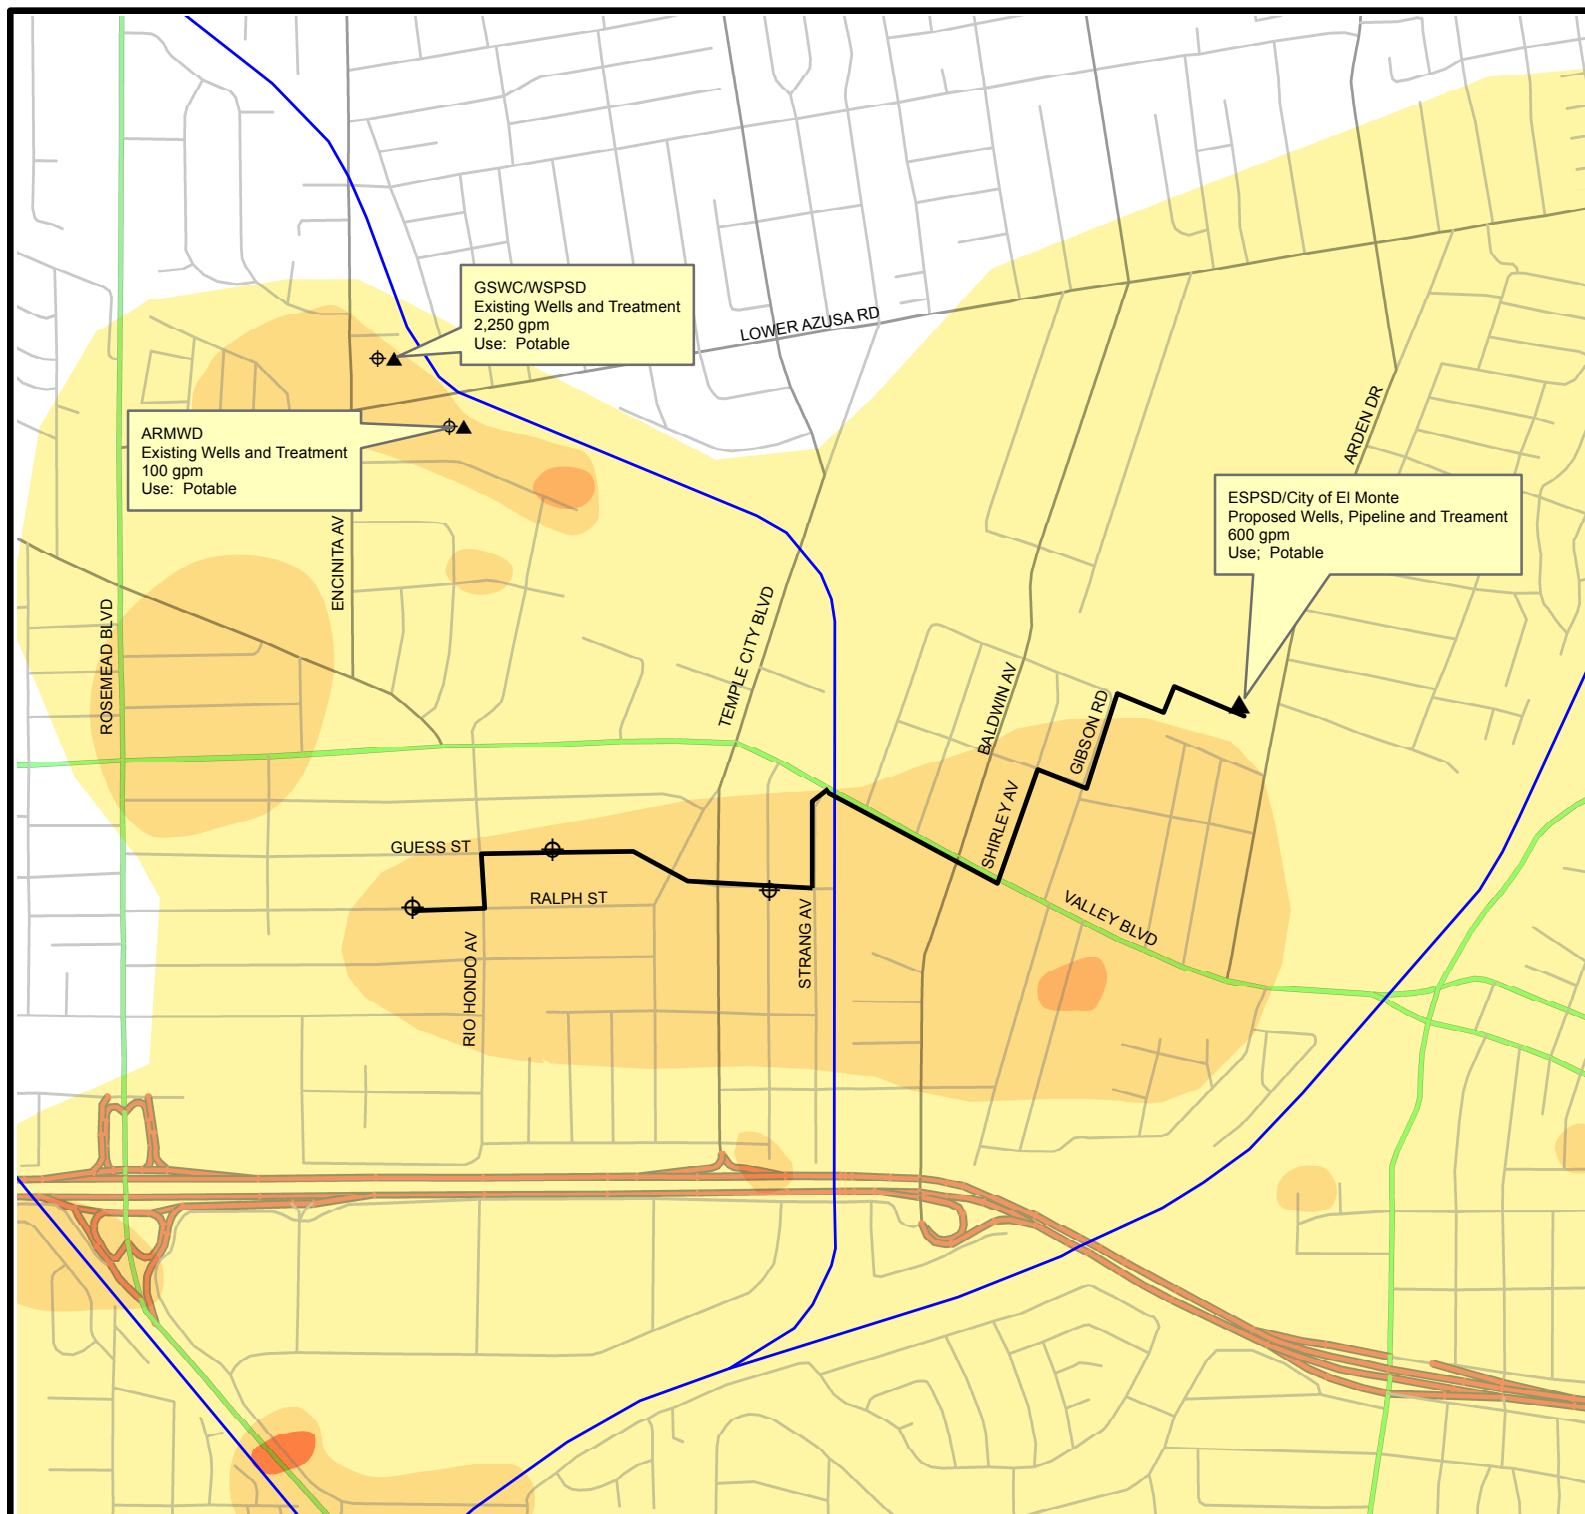 GSWC/WSPSD
Existing Wells and Treatment
2,250 gpm
Use: Potable
LOWER AZUSA RD
ARMWD
Existing Wells and Treatment
100 gpm
Use: Potable
ARDEN DR
ESPSD/City of El Monte
Proposed Wells, Pipeline and Treament
600 gpm
Use; Potable
ENCINITA AV
ROSEMEAD BLVD
TEMPLE CITY BLVD
BALDWIN AV
GIBSON RD
SHIRLEY AV
GUESS ST
RALPH ST
VALLEY BLVD
STRANG AV
RIO HONDO AV